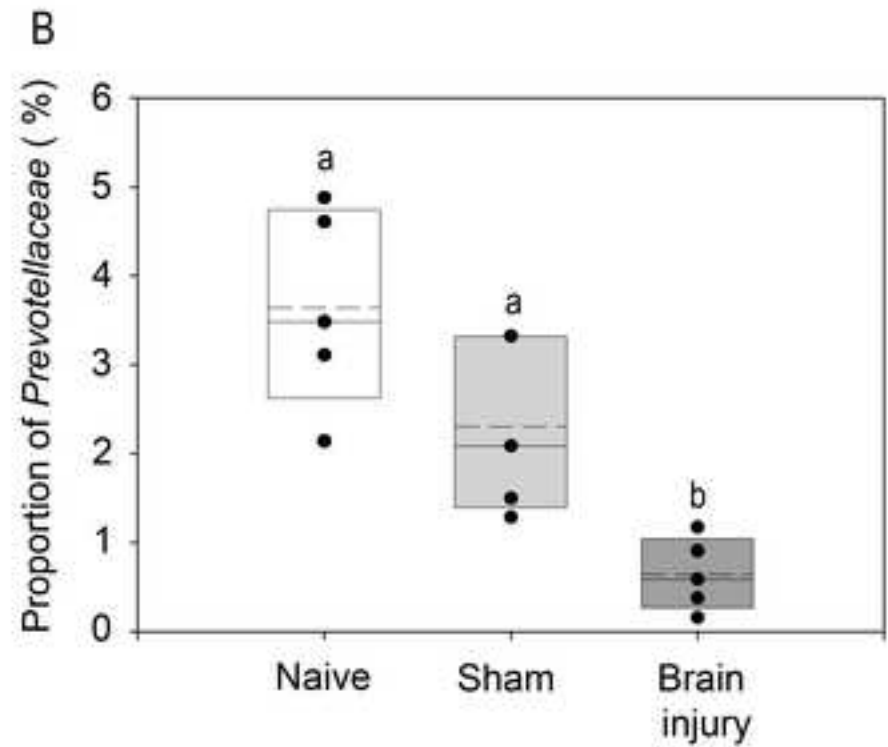 B
Proportion of Prevotellaceae ( %)
6
5
4
3
2
1
0
a
a
b
Naive
Sham
Brain
injury